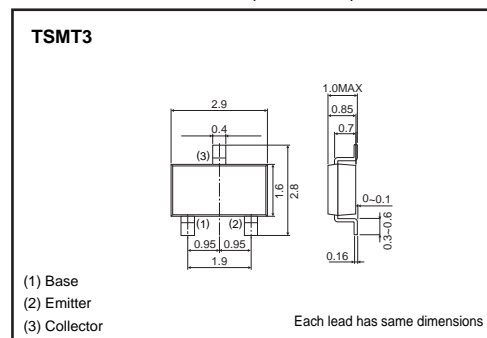 TSMT3
1.0MAX
2.9
0.85
0.4
0.7
(3)
1.6
2.8
0~0.1
(1)
(2)
0.3~0.6
0.95
0.95
0.16
1.9
(1) Base
(2) Emitter
(3) Collector
Each lead has same dimensions